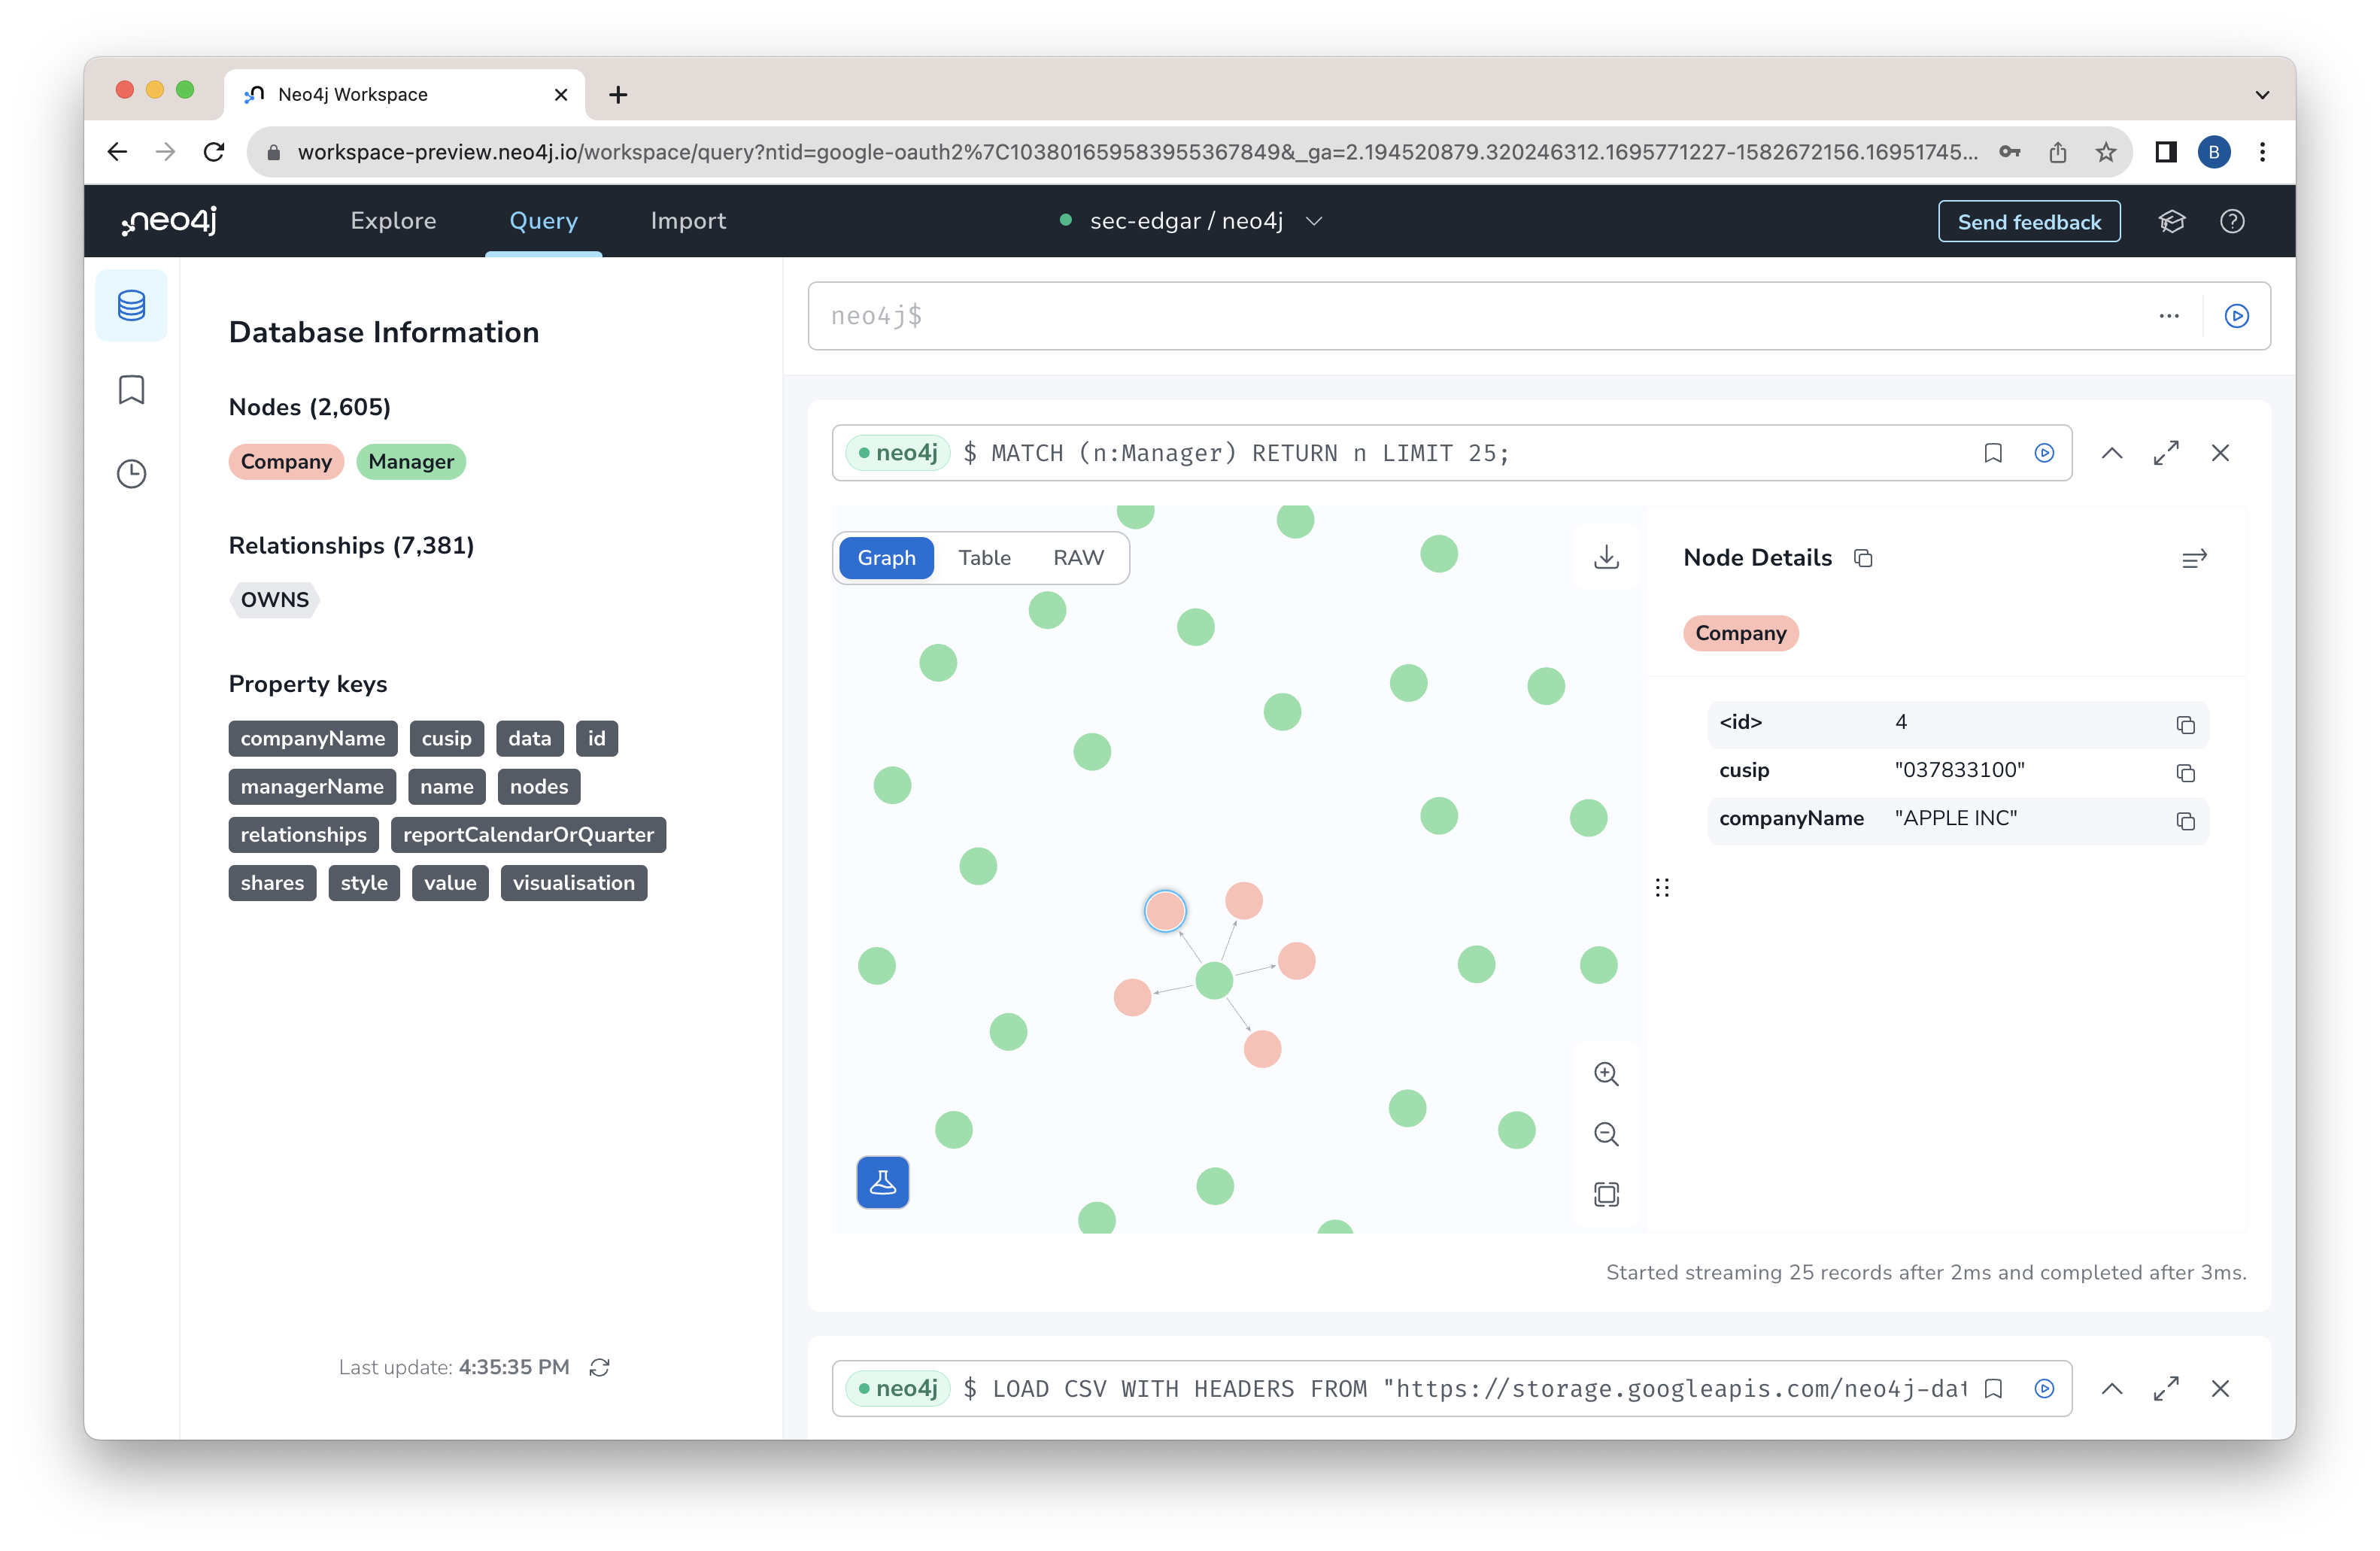 Neo4j Workspace
workspace-preview.neo4j.io/workspace/query?ntid=google-oauth2%7C103801659583955367849&_ga=2.194520879.320246312.1695771227-1582672156.16951745...
B
neo4j
Explore
Query
Import
sec-edgar / neo4j
Send feedback
Database Information
Nodes (2,605)
Company Manager
Relationships (7,381)
OWNS
Property keys
companyName cusip data id
managerName name nodes
relationships reportCalendarOrQuarter
shares style value visualisation
Last update: 4:35:35 PM
neo4j$
neo4j $ MATCH (n:Manager) RETURN n LIMIT 25;
Graph Table RAW
Node Details
Company
<id> 4
cusip "037833100"
companyName "APPLE INC"
Started streaming 25 records after 2ms and completed after 3ms.
neo4j $ LOAD CSV WITH HEADERS FROM "https://storage.googleapis.com/neo4j-dat